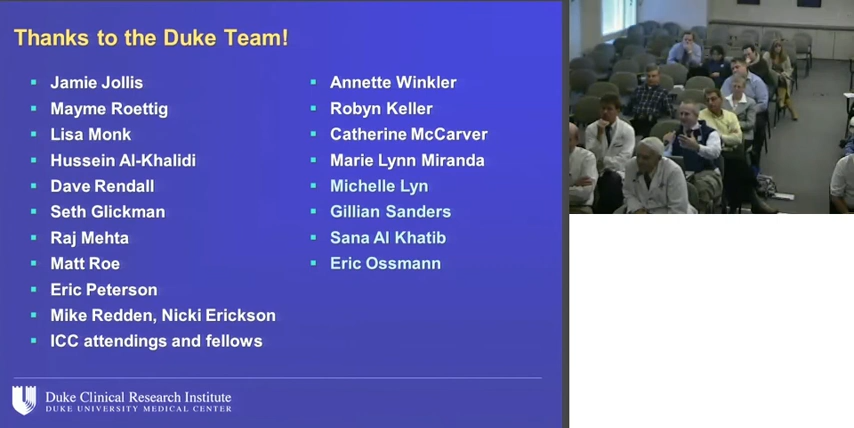 Thanks to the Duke Team!
Jamie Jollis
Mayme Roettig
Lisa Monk
Hussein Al-Khalidi
Dave Rendall
Seth Glickman
Raj Mehta
Matt Roe
Eric Peterson
Mike Redden, Nicki Erickson
ICC attendings and fellows
Annette Winkler
Robyn Keller
Catherine McCarver
Marie Lynn Miranda
Michelle Lyn
Gillian Sanders
Sana Al Khatib
Eric Ossmann
Duke Clinical Research Institute
DUKE UNIVERSITY MEDICAL CENTER